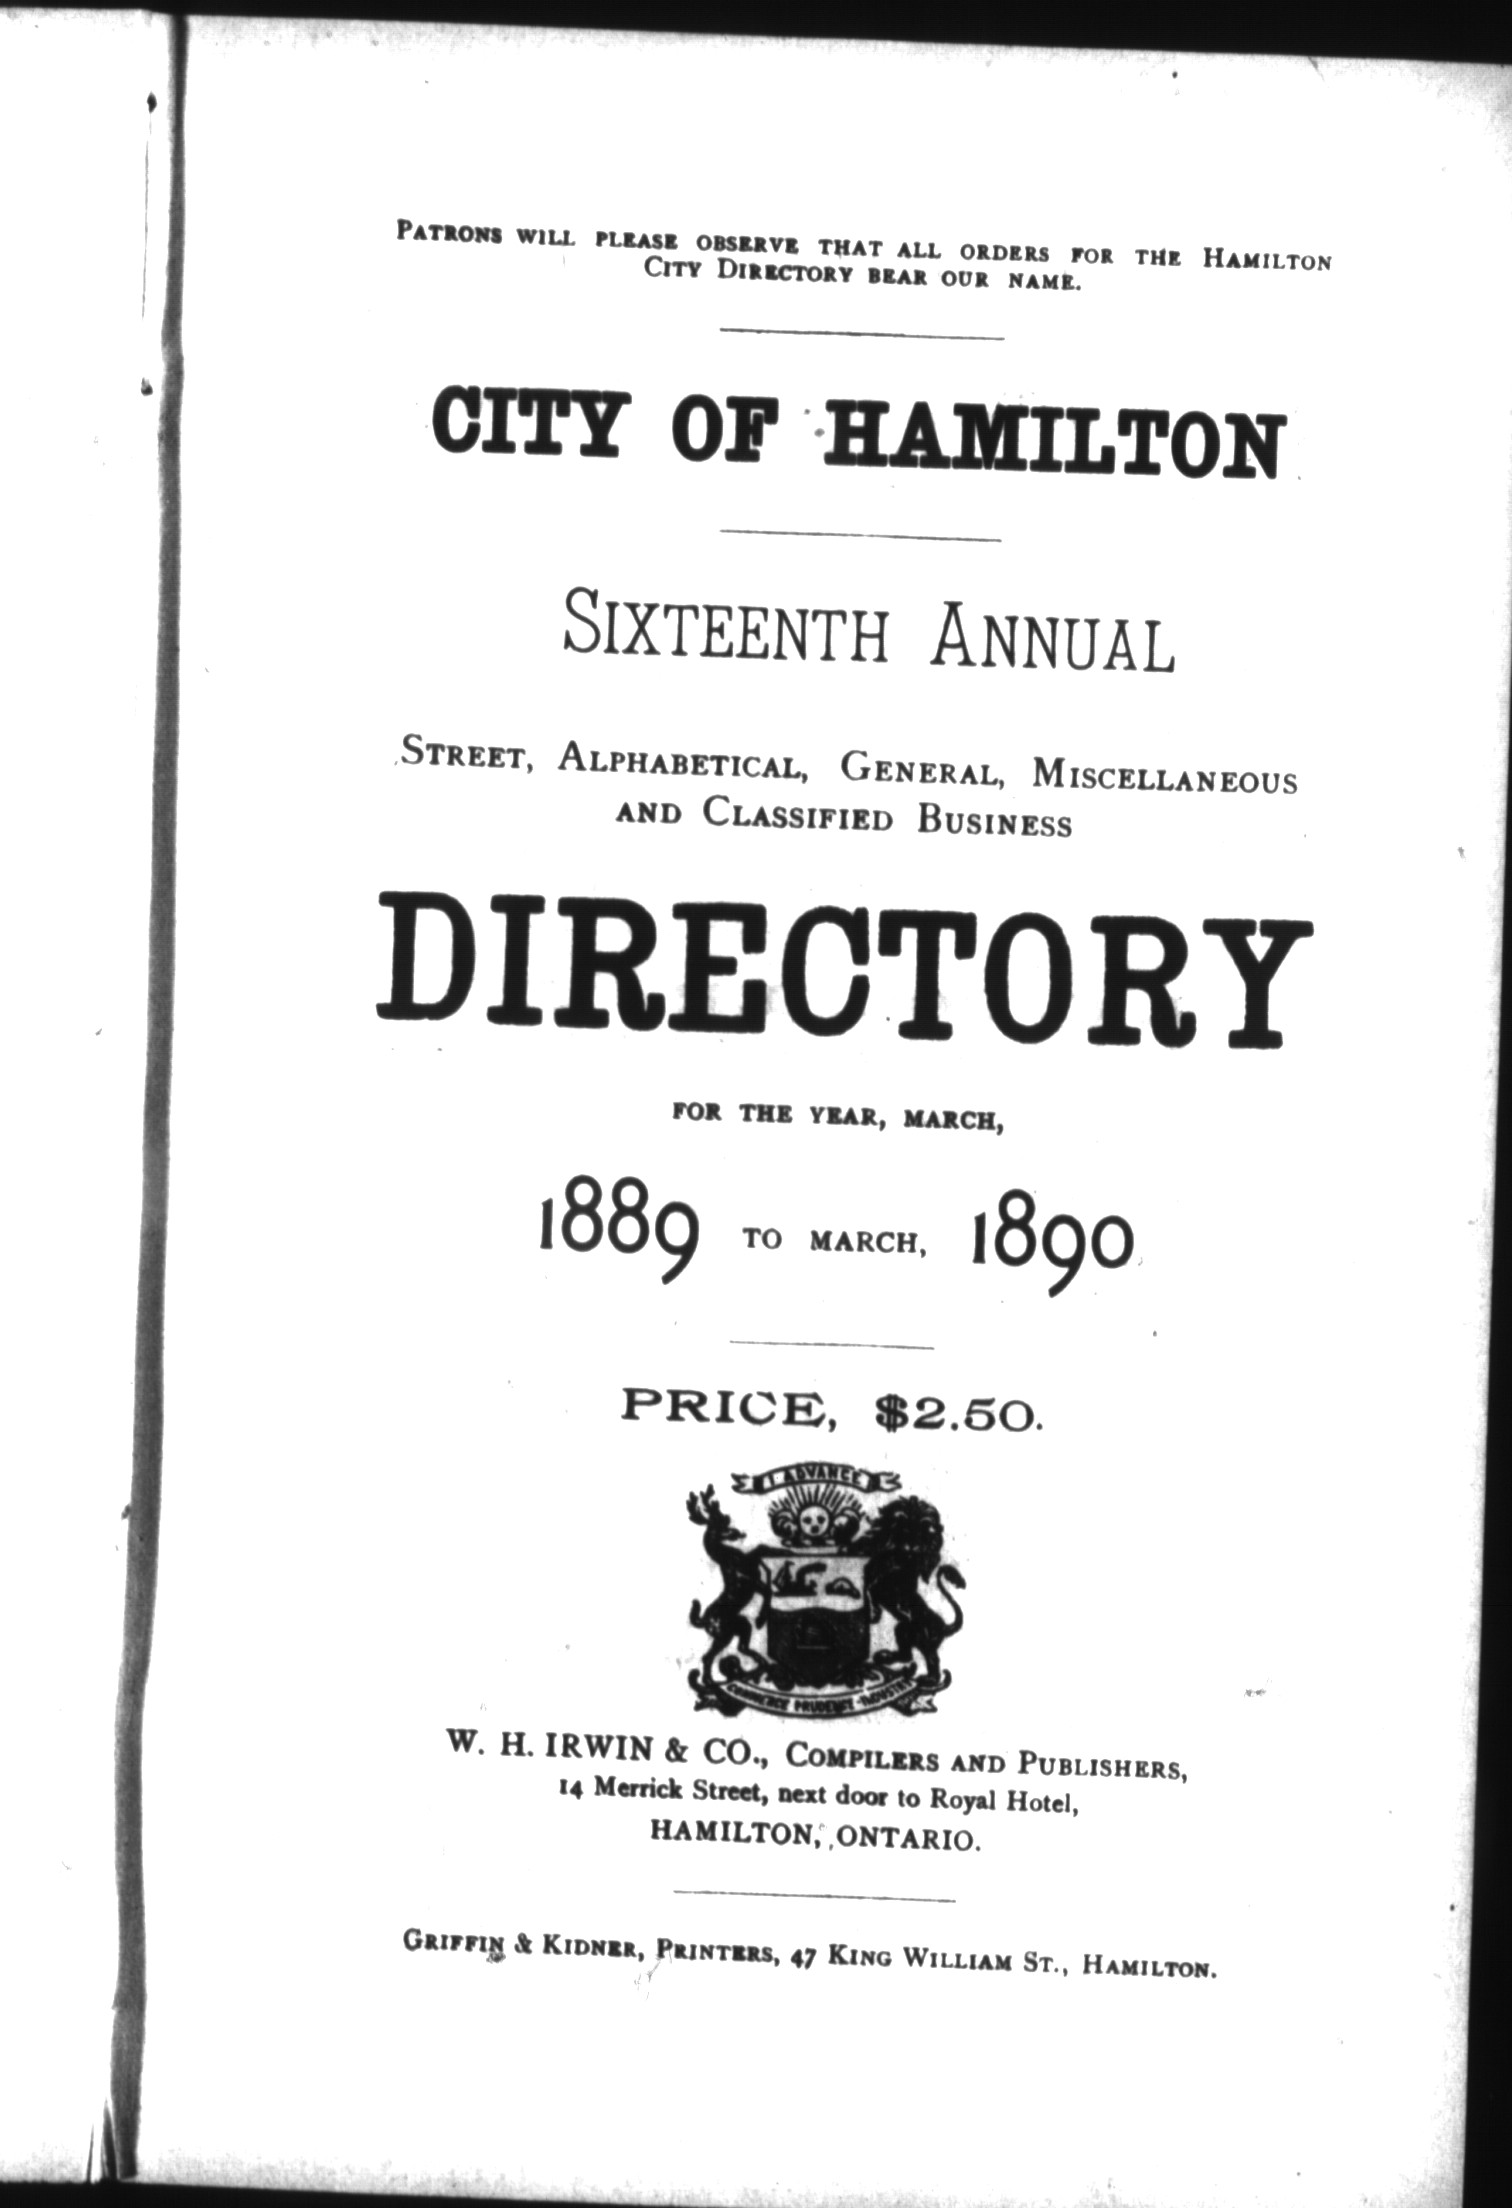 PATRONS WILL PLEASE OBSERVE THAT ALL ORDERS FOR THE HAMILTON
CITY DIRECTORY BEAR OUR NAME.
CITY OF HAMILTON
SIXTEENTH ANNUAL
STREET, ALPHABETICAL, GENERAL, MISCELLANEOUS
AND CLASSIFIED BUSINESS
DIRECTORY
FOR THE YEAR, MARCH,
1889 TO MARCH, 1890
PRICE, $2.50.
I ADVANCE
COMMERCE PRUDENCE INDUSTRY
W. H. IRWIN & CO., COMPILERS AND PUBLISHERS,
14 Merrick Street, next door to Royal Hotel,
HAMILTON, ONTARIO.
GRIFFIN & KIDNER, PRINTERS, 47 KING WILLIAM ST., HAMILTON.